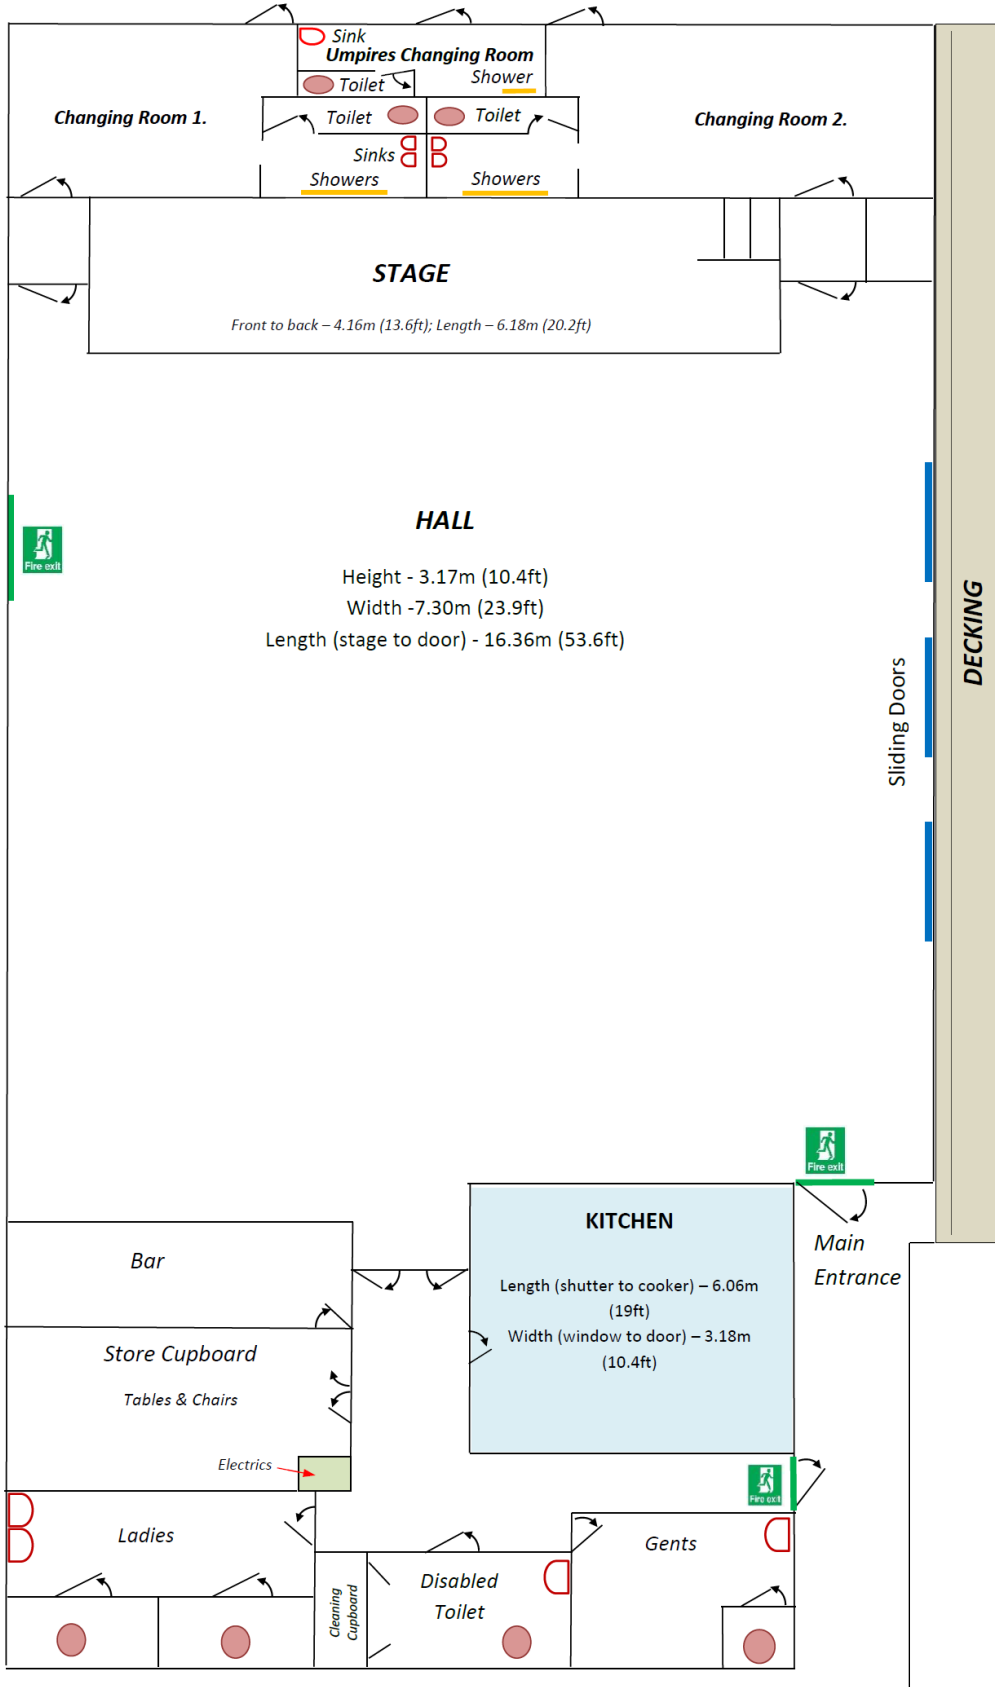 Sink
Umpires Changing Room
Toilet
Shower
Changing Room 1.
Toilet
Toilet
Changing Room 2.
Sinks
Showers
Showers
STAGE
Front to back – 4.16m (13.6ft); Length – 6.18m (20.2ft)
HALL
Fire exit
Height - 3.17m (10.4ft)
Width -7.30m (23.9ft)
Length (stage to door) - 16.36m (53.6ft)
DECKING
Sliding Doors
Fire exit
KITCHEN
Main
Entrance
Bar
Length (shutter to cooker) – 6.06m
(19ft)
Width (window to door) – 3.18m
(10.4ft)
Store Cupboard
Tables & Chairs
Electrics
Fire exit
Ladies
Gents
Disabled
Toilet
Cleaning
Cupboard